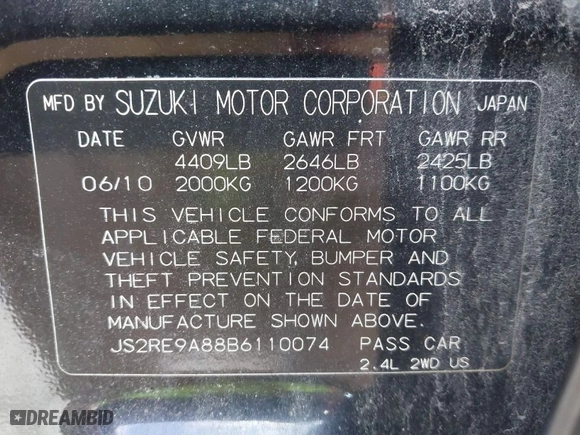 MFD BY SUZUKI MOTOR CORPORATION JAPAN
DATE GVWR GAWR FRT GAWR RR
4409LB 2646LB 2425LB
06/10 2000KG 1200KG 1100KG
THIS VEHICLE CONFORMS TO ALL
APPLICABLE FEDERAL MOTOR
VEHICLE SAFETY, BUMPER AND
THEFT PREVENTION STANDARDS
IN EFFECT ON THE DATE OF
MANUFACTURE SHOWN ABOVE.
JS2RE9A88B6110074 PASS CAR
2.4L 2WD US
DREAMBID